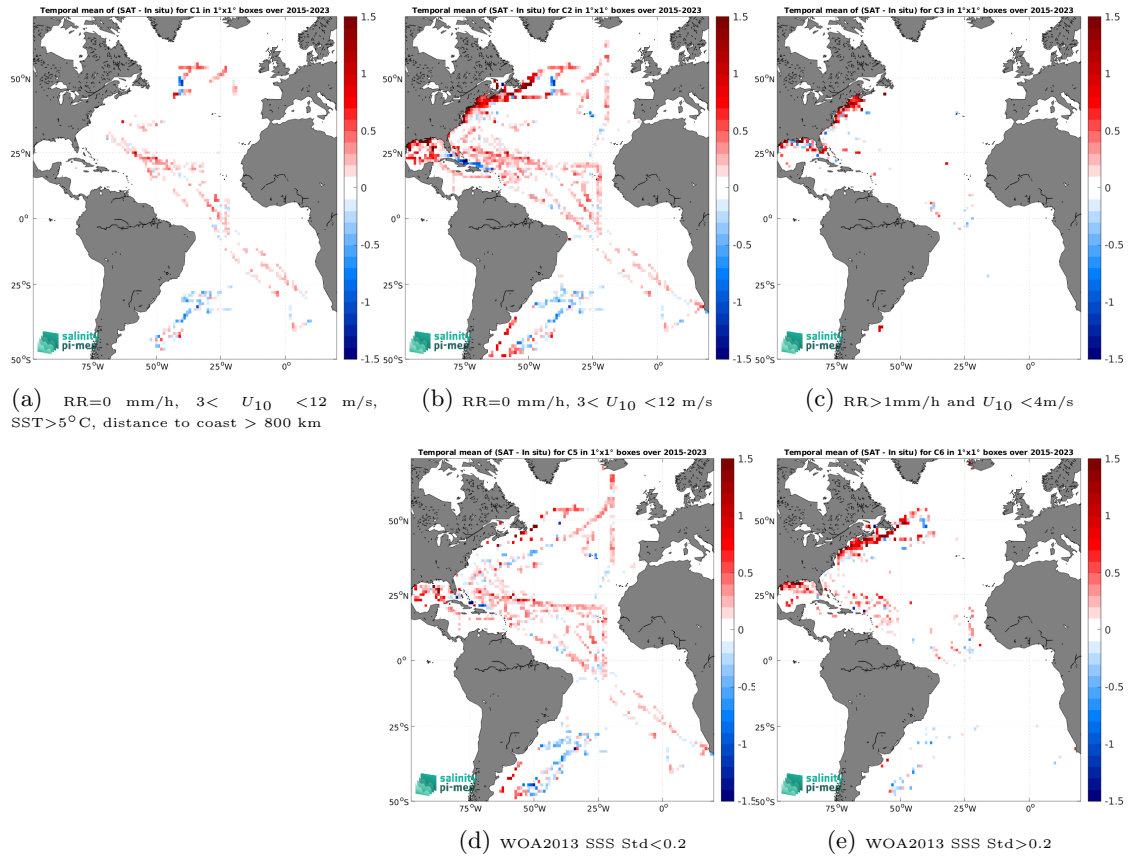 Temporal mean of (SAT - In situ) for C1 in 1°x1° boxes over 2015-2023
1.5
1
0.5
0
-0.5
-1
-1.5
50°N
25°N
0°
25°S
50°S
75°W
50°W
25°W
0°
salinity
pi-mep
(a) RR=0 mm/h, 3< U10 <12 m/s,
SST>5°C, distance to coast > 800 km
Temporal mean of (SAT - In situ) for C2 in 1°x1° boxes over 2015-2023
1.5
1
0.5
0
-0.5
-1
-1.5
50°N
25°N
0°
25°S
50°S
75°W
50°W
25°W
0°
salinity
pi-mep
(b) RR=0 mm/h, 3< U10 <12 m/s
Temporal mean of (SAT - In situ) for C3 in 1°x1° boxes over 2015-2023
1.5
1
0.5
0
-0.5
-1
-1.5
50°N
25°N
0°
25°S
50°S
75°W
50°W
25°W
0°
salinity
pi-mep
(c) RR>1mm/h and U10 <4m/s
Temporal mean of (SAT - In situ) for C5 in 1°x1° boxes over 2015-2023
1.5
1
0.5
0
-0.5
-1
-1.5
50°N
25°N
0°
25°S
50°S
75°W
50°W
25°W
0°
salinity
pi-mep
(d) WOA2013 SSS Std<0.2
Temporal mean of (SAT - In situ) for C6 in 1°x1° boxes over 2015-2023
1.5
1
0.5
0
-0.5
-1
-1.5
50°N
25°N
0°
25°S
50°S
75°W
50°W
25°W
0°
salinity
pi-mep
(e) WOA2013 SSS Std>0.2